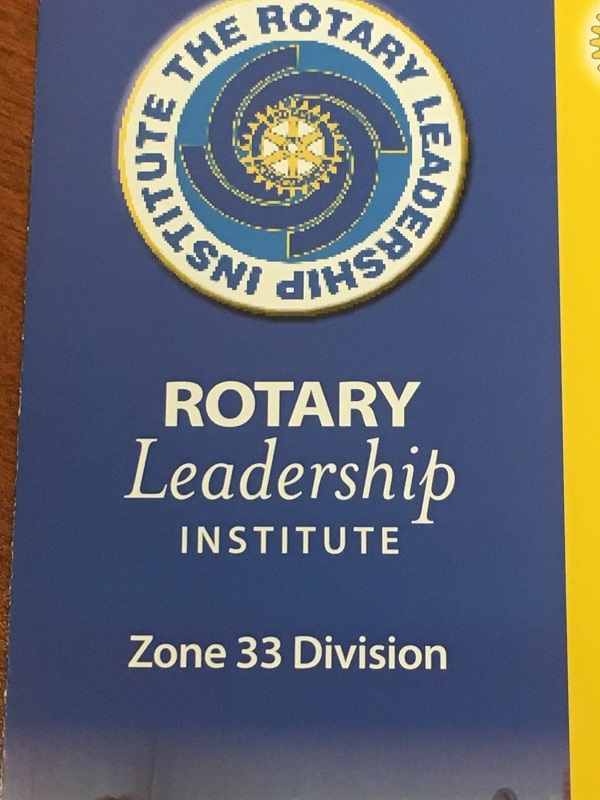 THE ROTARY LEADERSHIP INSTITUTE
ROTARY
Leadership
INSTITUTE
Zone 33 Division